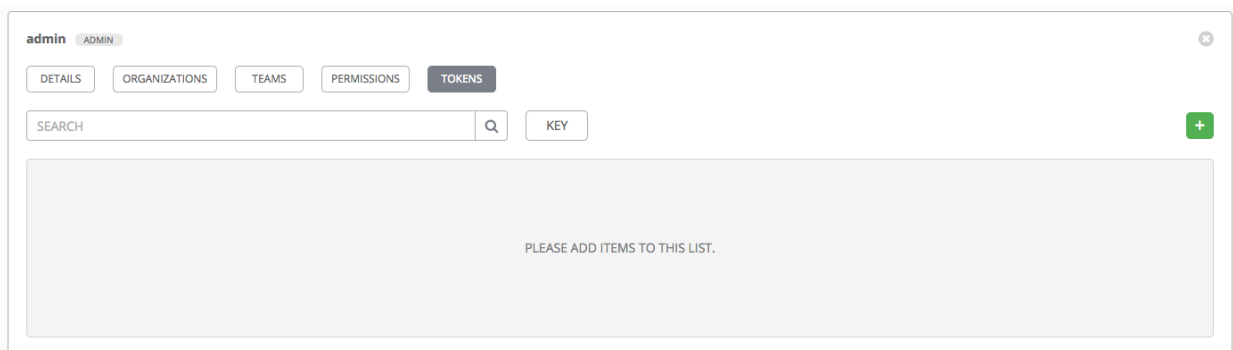 admin ADMIN
DETAILS ORGANIZATIONS TEAMS PERMISSIONS TOKENS
SEARCH KEY +
PLEASE ADD ITEMS TO THIS LIST.